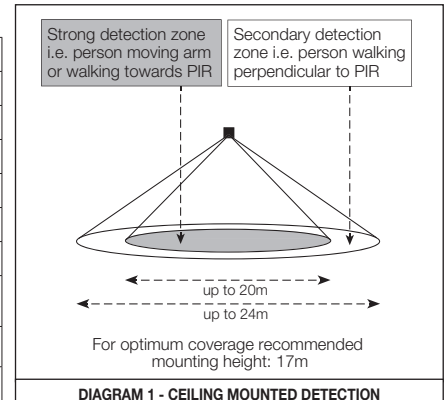 Strong detection zone
i.e. person moving arm
or walking towards PIR
Secondary detection
zone i.e. person walking
perpendicular to PIR
up to 20m
up to 24m
For optimum coverage recommended
mounting height: 17m
DIAGRAM 1 - CEILING MOUNTED DETECTION